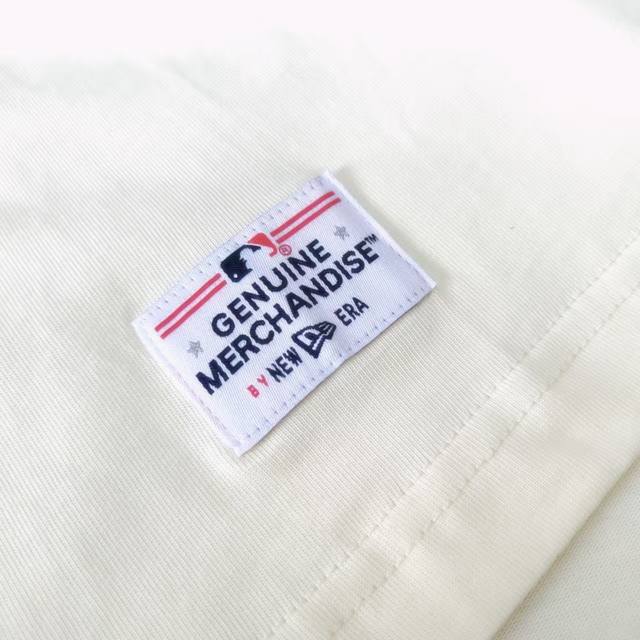 ®
GENUINE
MERCHANDISE™
BY NEW ERA